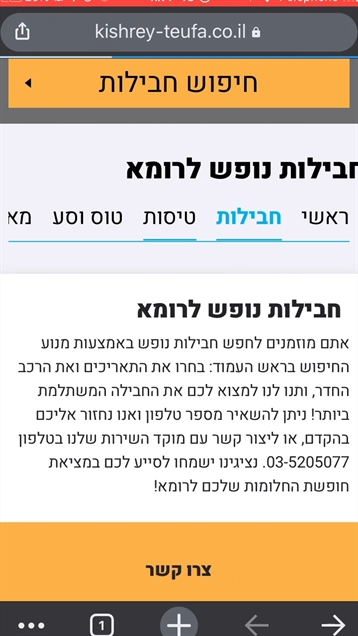 kishrey-teufa.co.il
חיפוש חבילות
חבילות נופש לרומא
ראשי חבילות טיסות טוס וסע מא
חבילות נופש לרומא
אתם מוזמנים לחפש חבילות נופש באמצעות מנוע
החיפוש בראש העמוד: בחרו את התאריכים ואת הרכב
החדר, ותנו לנו למצוא לכם את החבילה המשתלמת
ביותר! ניתן להשאיר מספר טלפון ואנו נחזור אליכם
בהקדם, או ליצור קשר עם מוקד השירות שלנו בטלפון
03-5205077. נציגינו ישמחו לסייע לכם במציאת
חופשת החלומות שלכם לרומא!
צרו קשר
1